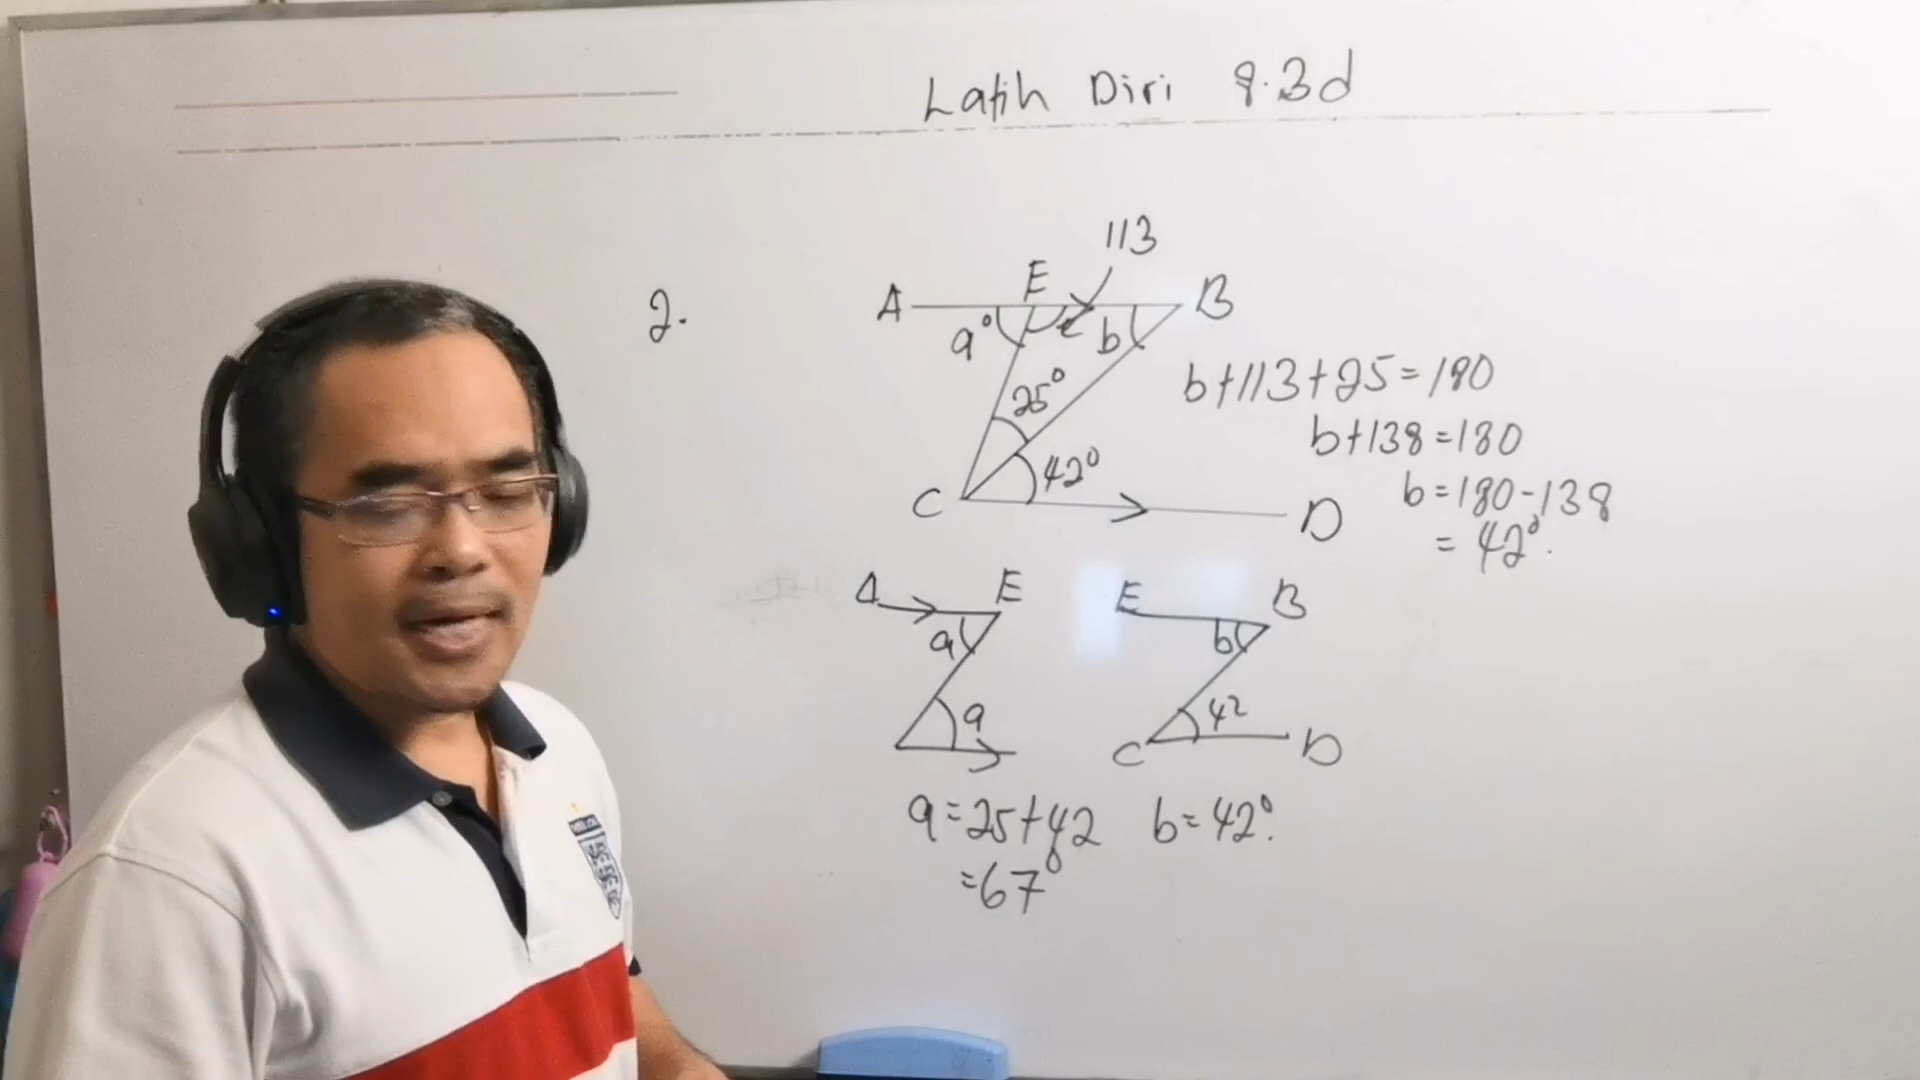 Latih Diri 8.3d
2.
113
A E B
a° c b
25°
42°
C D
b+113+25=180
b+138=180
b=180-138
= 42°.
A E
a
a
E B
b
42
C D
a=25+42
=67°
b=42°.